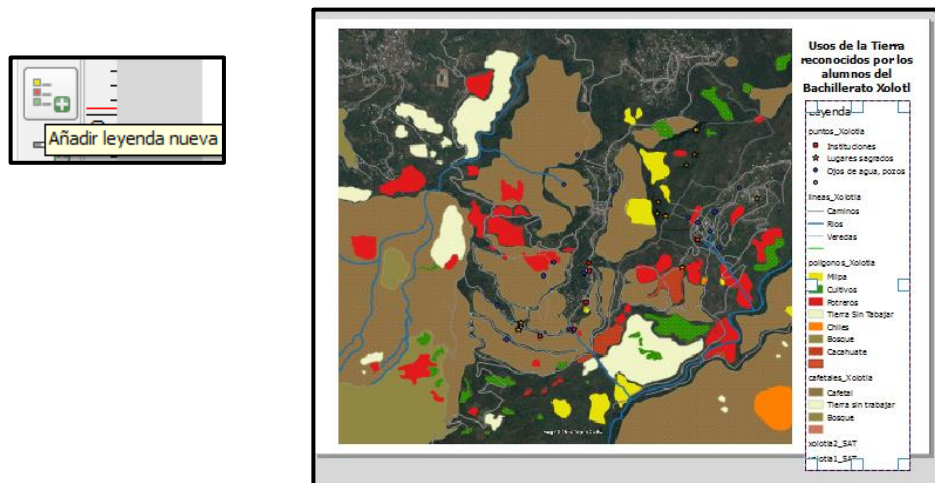 Añadir leyenda nueva
Usos de la Tierra
reconocidos por los
alumnos del
Bachillerato Xolotl
Leyenda
puntos_Xolotla
Instituciones
Lugares sagrados
Ojos de agua, pozos
lineas_Xolotla
Caminos
Rios
Veredas
poligonos_Xolotla
Milpa
Cultivos
Potreros
Tierra Sin Tabajar
Chiles
Bosque
Cacahuate
cafetales_Xolotla
Cafetal
Tierra sin trabajar
Bosque
xolotla2_SAT
xolotla1_SAT